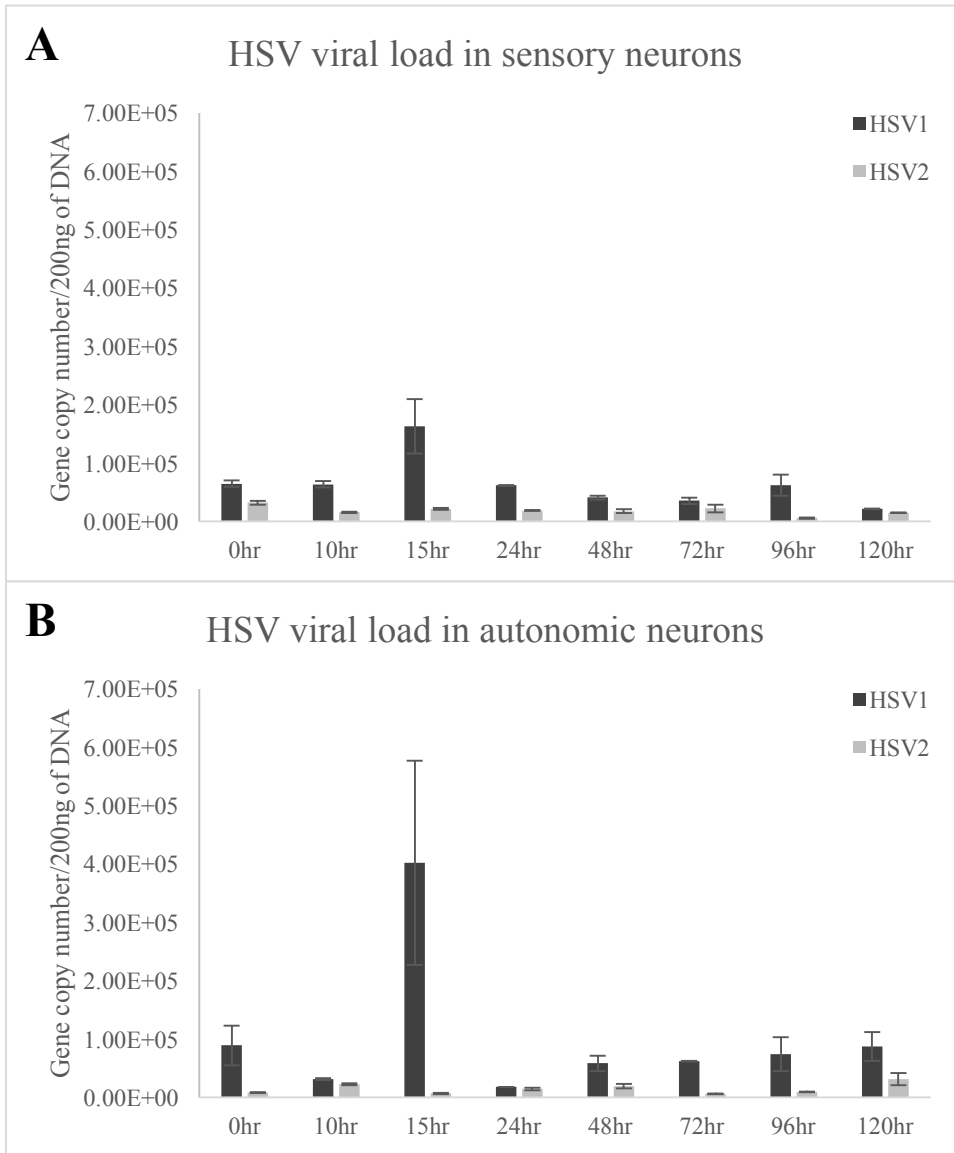 A
HSV viral load in sensory neurons
Gene copy number/200ng of DNA
7.00E+05
6.00E+05
5.00E+05
4.00E+05
3.00E+05
2.00E+05
1.00E+05
0.00E+00
HSV1
HSV2
0hr 10hr 15hr 24hr 48hr 72hr 96hr 120hr
B
HSV viral load in autonomic neurons
Gene copy number/200ng of DNA
7.00E+05
6.00E+05
5.00E+05
4.00E+05
3.00E+05
2.00E+05
1.00E+05
0.00E+00
HSV1
HSV2
0hr 10hr 15hr 24hr 48hr 72hr 96hr 120hr